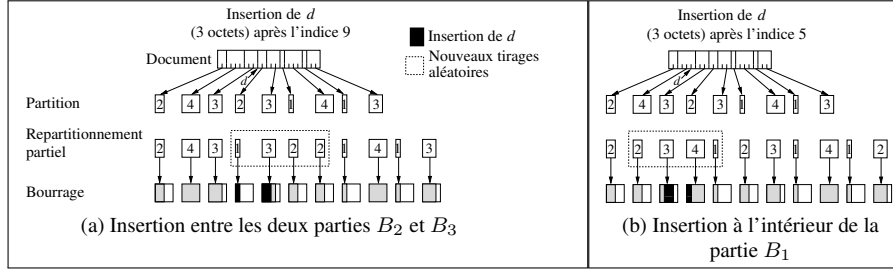 Insertion de d
(3 octets) après l'indice 9
Document
d
Insertion de d
Nouveaux tirages
aléatoires
Partition
2 4 3 2 3 1 4 1 3
Repartitionnement
partiel
2 4 3 1 3 2 2 1 4 1 3
Bourrage
(a) Insertion entre les deux parties B2 et B3
Insertion de d
(3 octets) après l'indice 5
d
2 4 3 2 3 1 4 1 3
2 2 3 4 1 2 3 1 4 1 2
(b) Insertion à l'intérieur de la
partie B1